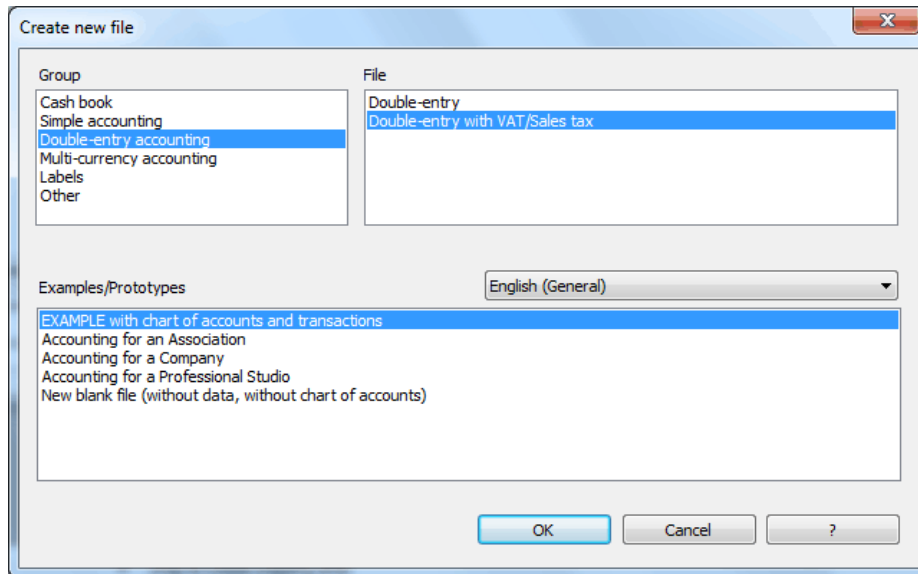 Create new file
X
Group
File
Cash book
Simple accounting
Double-entry accounting
Multi-currency accounting
Labels
Other
Double-entry
Double-entry with VAT/Sales tax
Examples/Prototypes
English (General)
EXAMPLE with chart of accounts and transactions
Accounting for an Association
Accounting for a Company
Accounting for a Professional Studio
New blank file (without data, without chart of accounts)
OK
Cancel
?